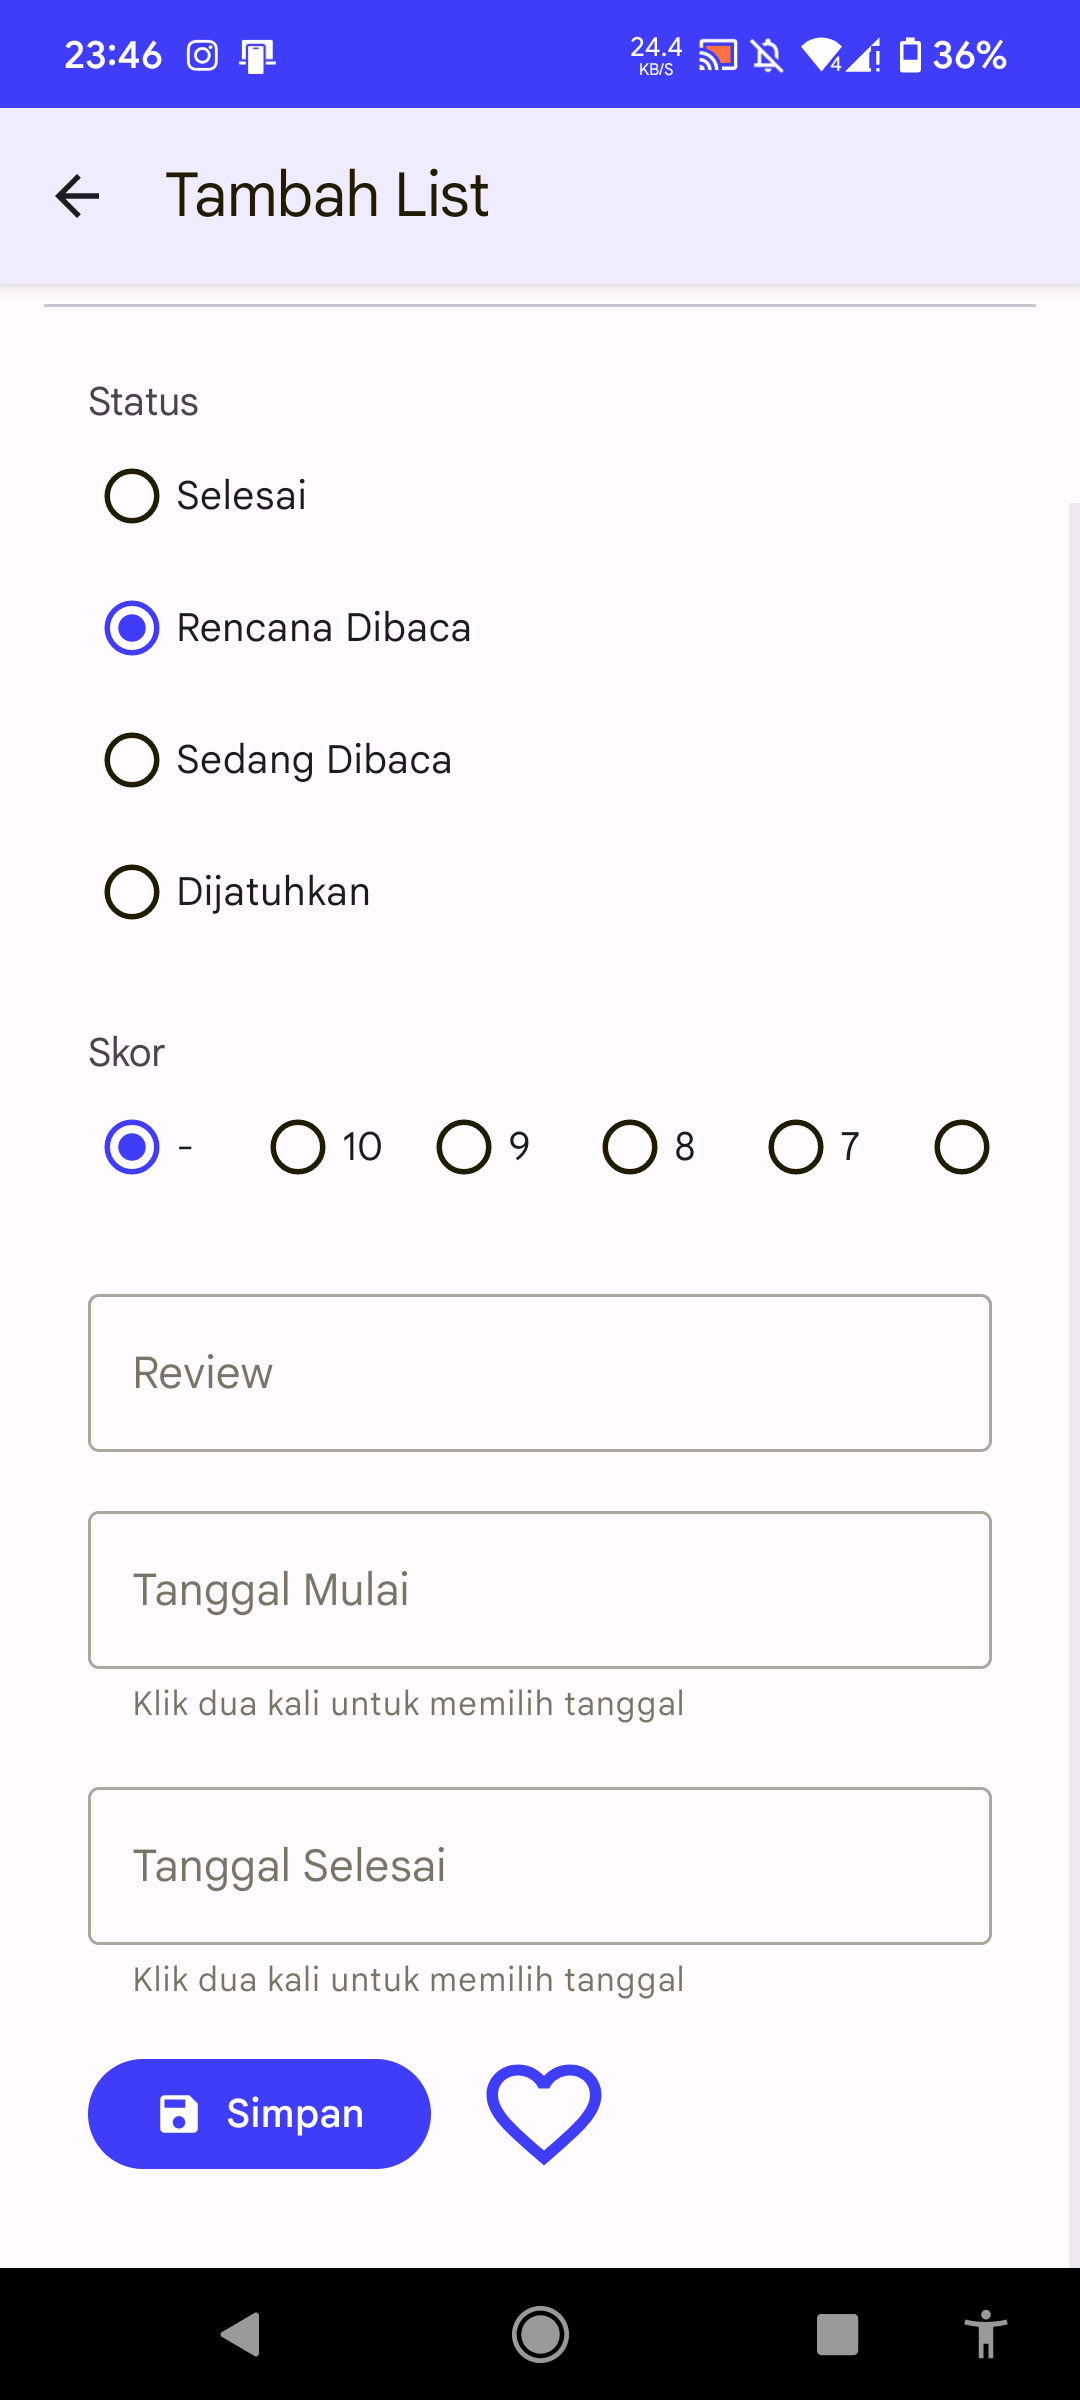 23:46
24.4
KB/S
4
36%
Tambah List
Status
Selesai
Rencana Dibaca
Sedang Dibaca
Dijatuhkan
Skor
- 10 9 8 7
Review
Tanggal Mulai
Klik dua kali untuk memilih tanggal
Tanggal Selesai
Klik dua kali untuk memilih tanggal
Simpan